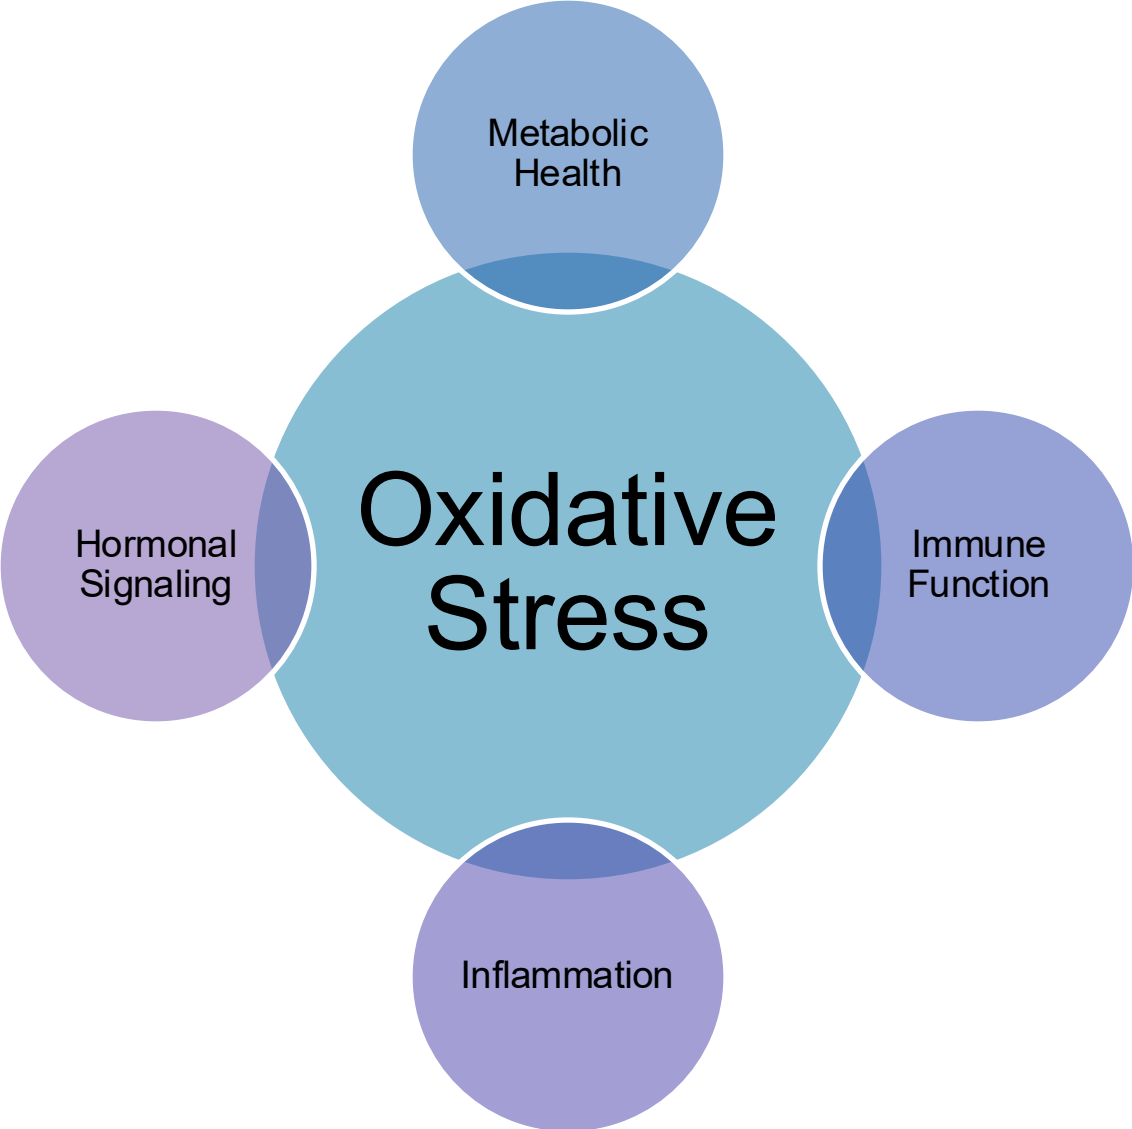 Metabolic
Health
Hormonal
Signaling
Oxidative
Stress
Immune
Function
Inflammation